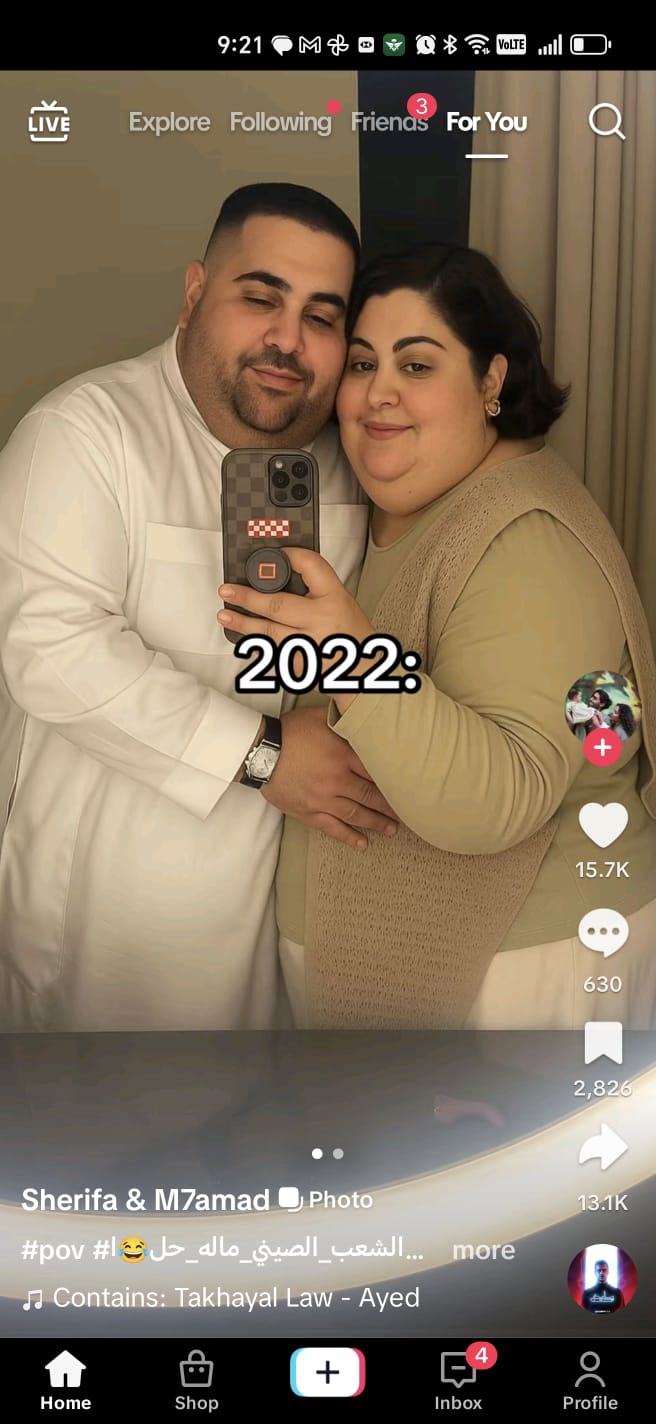 9:21
VoLTE
LIVE
Explore Following Friends 3 For You
2022:
15.7K
630
2,826
13.1K
Sherifa & M7amad Photo
#pov #الشعب_الصيني_ماله_حل😂ا... more
Contains: Takhayal Law - Ayed
4
Home Shop Inbox Profile